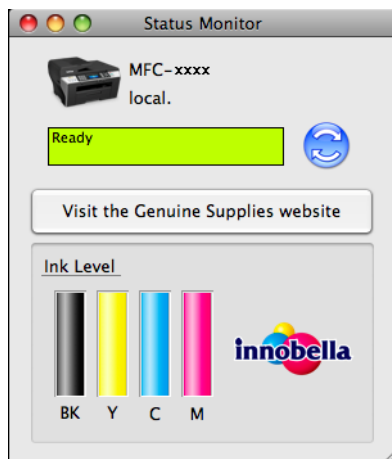 Status Monitor
MFC-xxxx
local.
Ready
Visit the Genuine Supplies website
Ink Level
innobella
BK Y C M